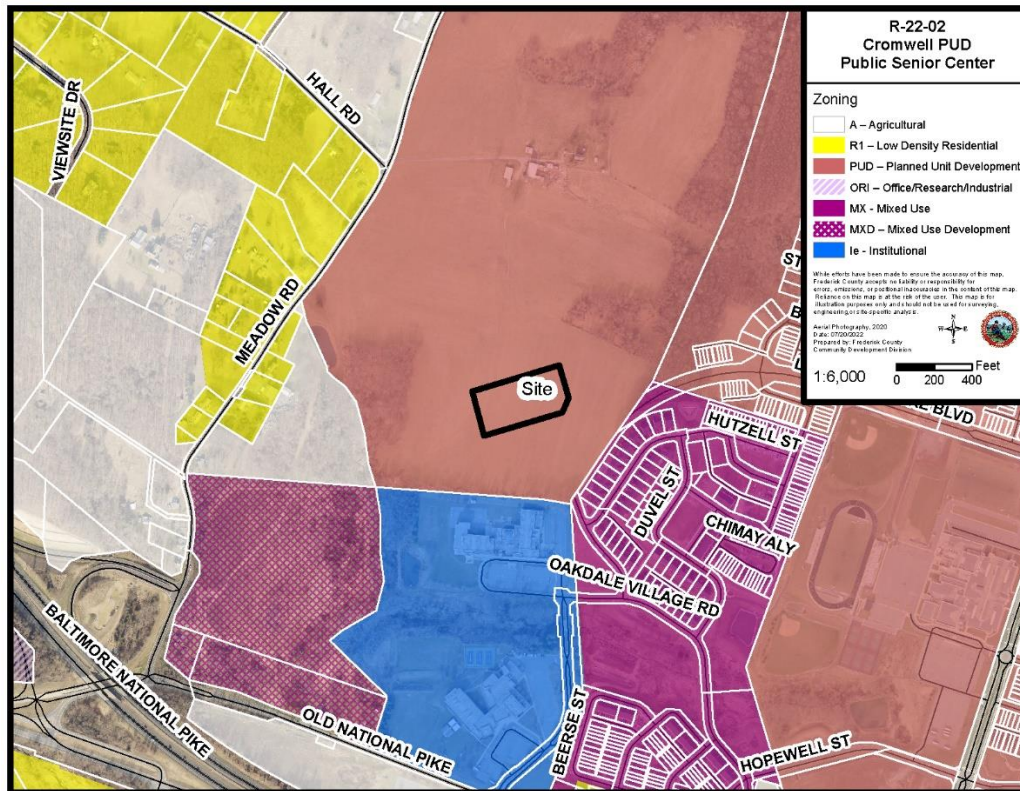 R-22-02
Cromwell PUD
Public Senior Center
Zoning
A – Agricultural
R1 – Low Density Residential
PUD – Planned Unit Development
ORI – Office/Research/Industrial
MX - Mixed Use
MXD – Mixed Use Development
Ie - Institutional
While efforts have been made to ensure the accuracy of this map,
Frederick County accepts no liability or responsibility for
errors, omissions, or positional inaccuracies in the content of this map.
Reliance on this map is at the risk of the user. This map is for
illustration purposes only and should not be used for surveying,
engineering, or site-specific analysis.
Aerial Photography, 2020
Date: 07/20/2022
Prepared by: Frederick County
Community Development Division
N
W E
S
1:6,000
Feet
0 200 400
VIEWSITE DR
HALL RD
MEADOW RD
Site
ST
BLVD
HUTZELL ST
DUVEL ST
CHIMAY ALY
OAKDALE VILLAGE RD
BALTIMORE NATIONAL PIKE
OLD NATIONAL PIKE
BEERSE ST
HOPEWELL ST